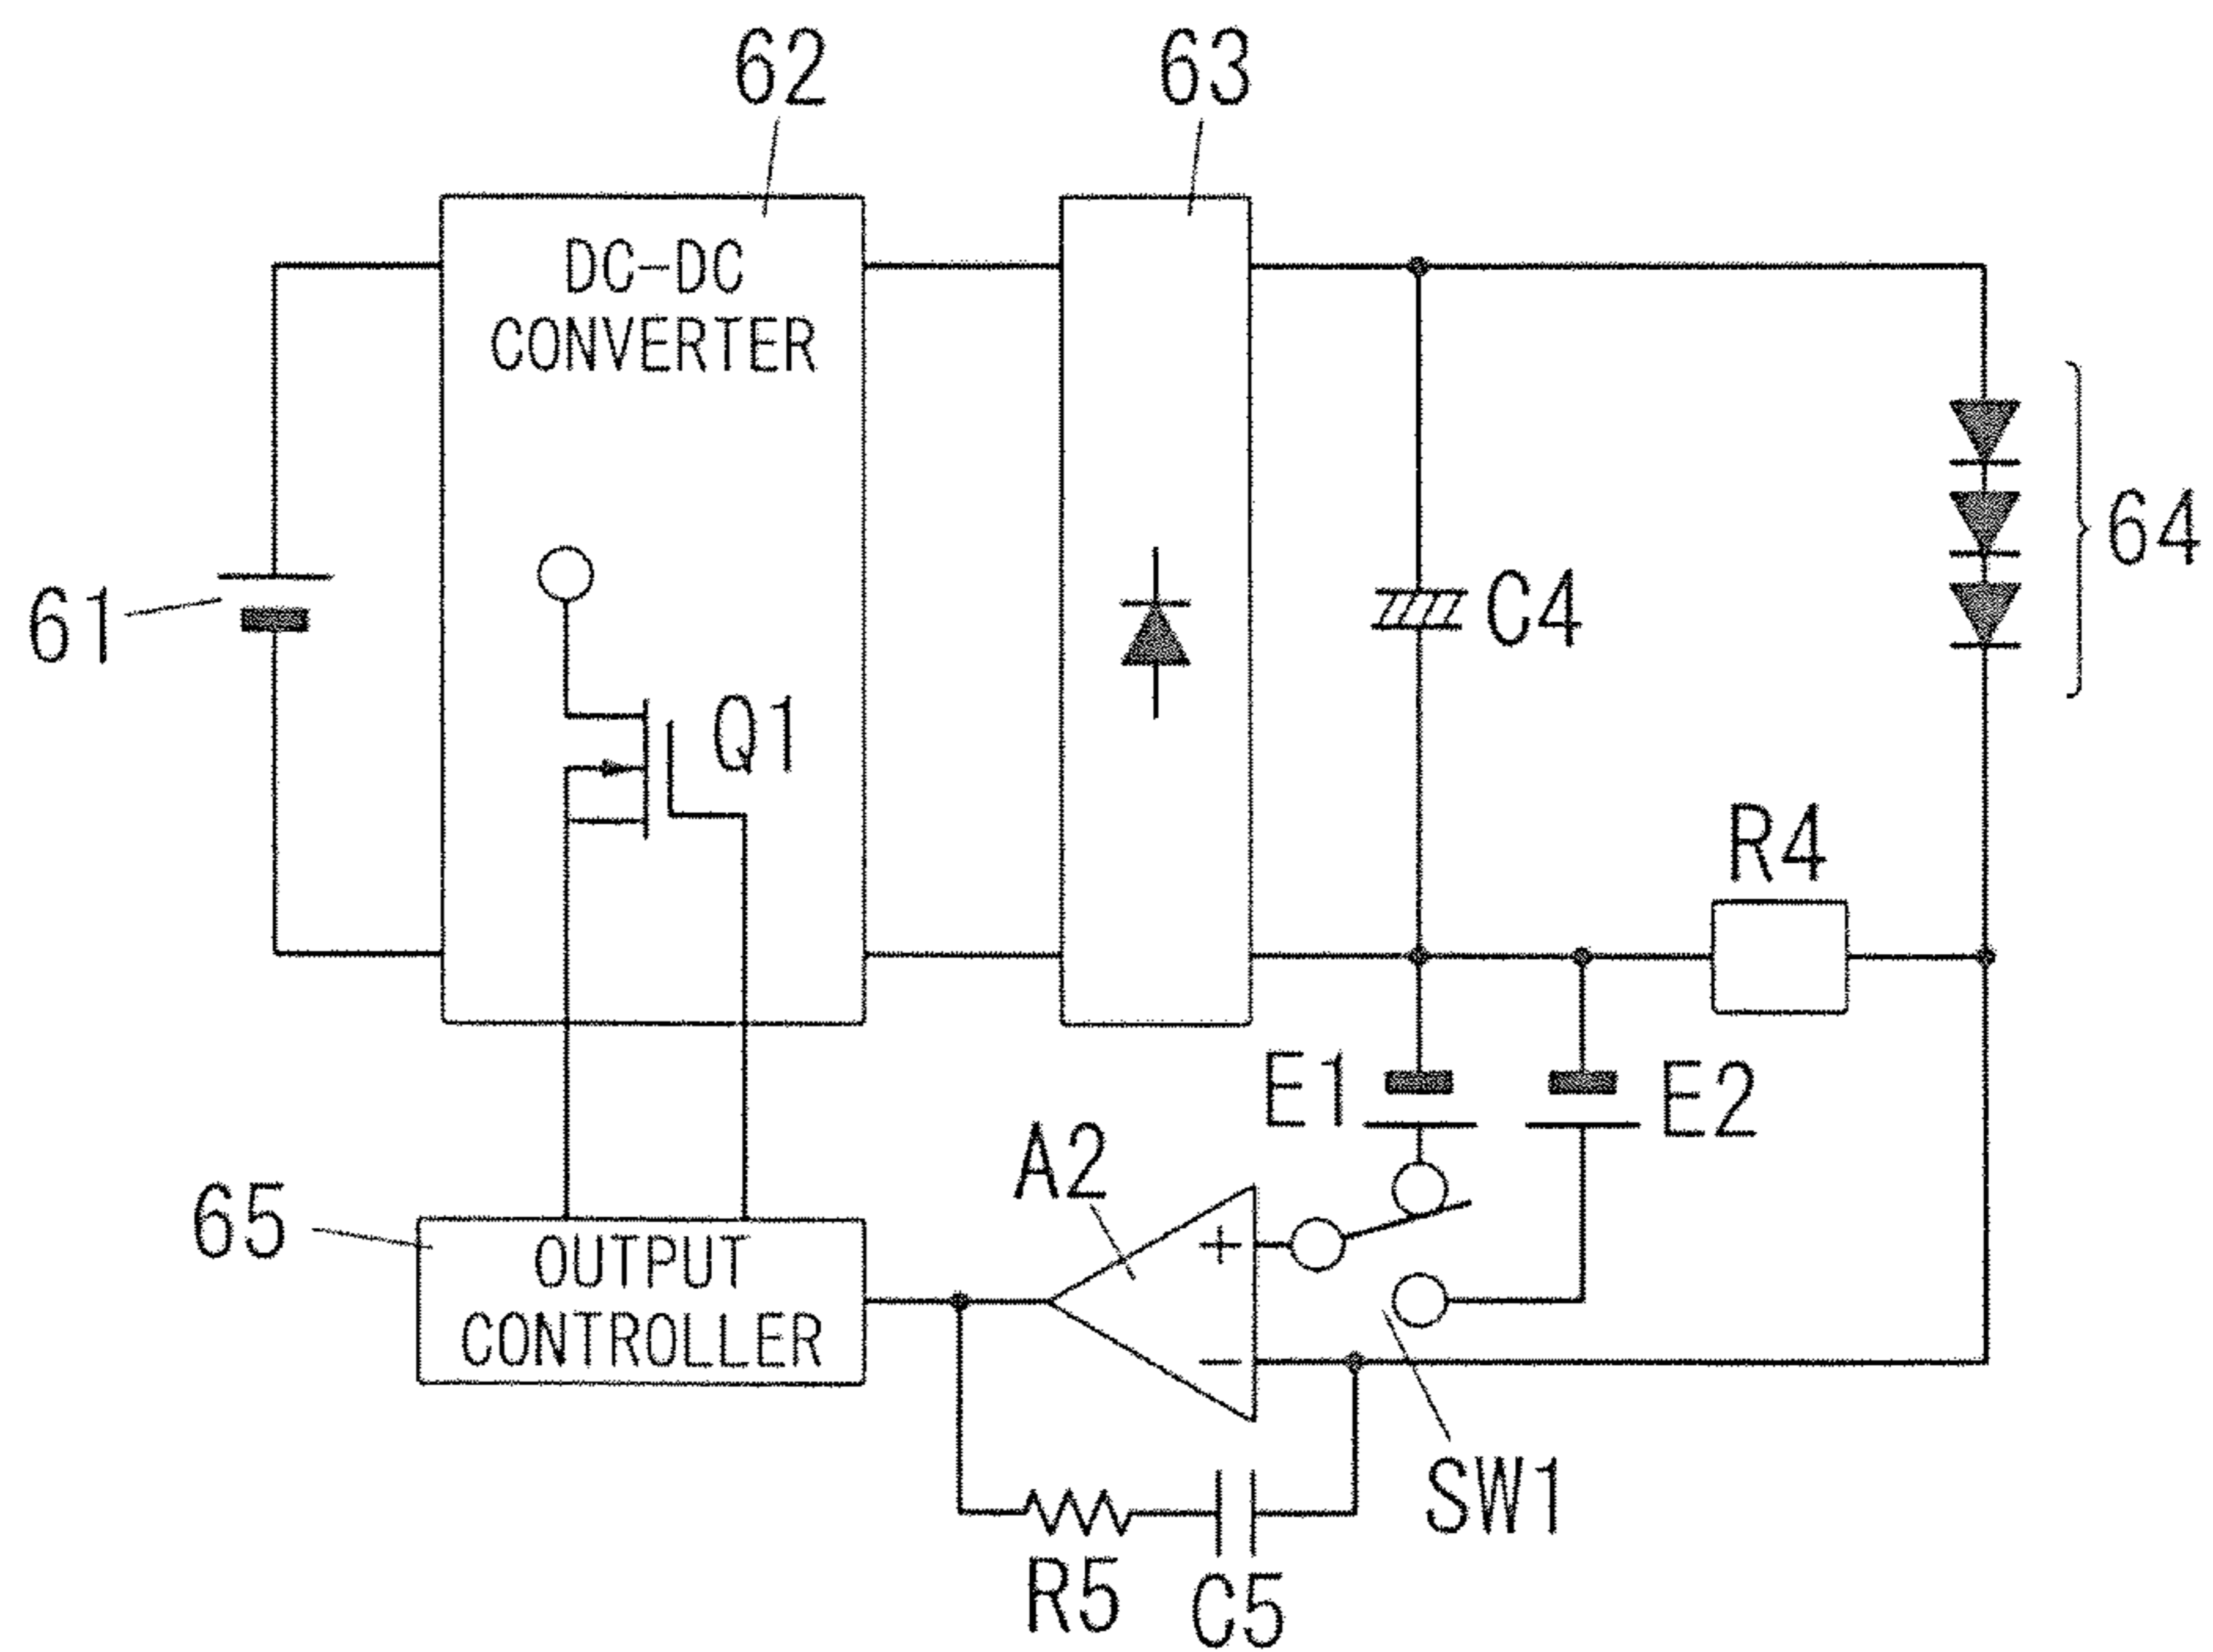 62
63
DC-DC
CONVERTER
64
61
C4
Q1
R4
E1
E2
A2
65
+
OUTPUT
CONTROLLER
−
SW1
R5
C5